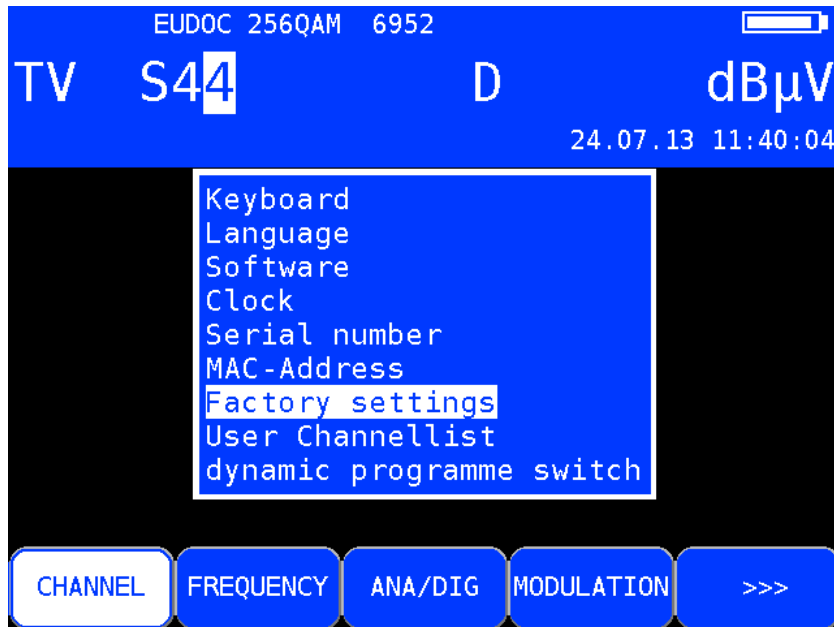 EUDOC 256QAM 6952
TV S44 D dBµV
24.07.13 11:40:04
Keyboard
Language
Software
Clock
Serial number
MAC-Address
Factory settings
User Channellist
dynamic programme switch
CHANNEL FREQUENCY ANA/DIG MODULATION >>>